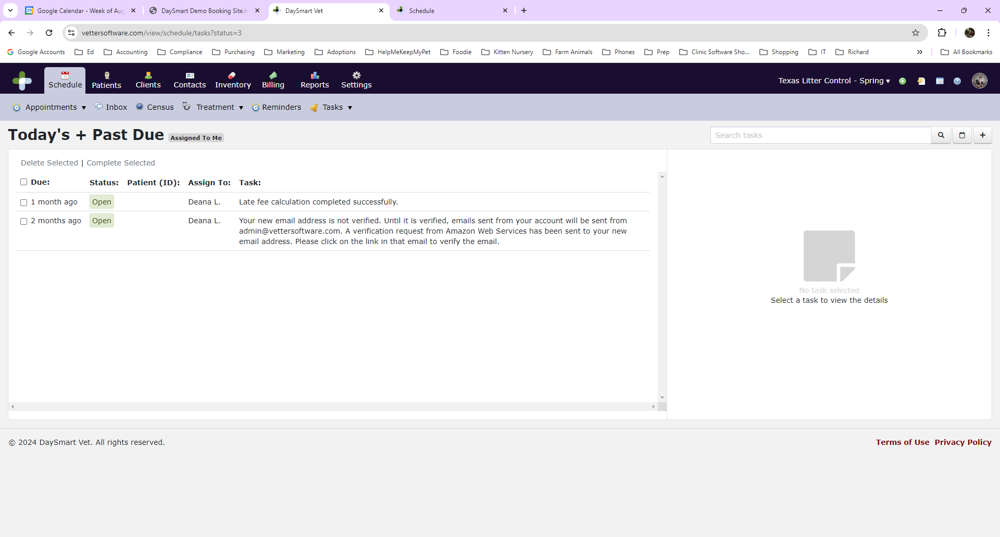 Google Calendar - Week of Aug
DaySmart Demo Booking Site.h
DaySmart Vet
Schedule
vettersoftware.com/view/schedule/tasks?status=3
Google Accounts
Ed
Accounting
Compliance
Purchasing
Marketing
Adoptions
HelpMeKeepMyPet
Foodie
Kitten Nursery
Farm Animals
Phones
Prep
Clinic Software Sho...
Shopping
IT
Richard
All Bookmarks
Schedule
Patients
Clients
Contacts
Inventory
Billing
Reports
Settings
Texas Litter Control - Spring
Appointments
Inbox
Census
Treatment
Reminders
Tasks
Today's + Past Due Assigned To Me
Search tasks
Delete Selected | Complete Selected
Due: Status: Patient (ID): Assign To: Task:
1 month ago Open Deana L. Late fee calculation completed successfully.
2 months ago Open Deana L. Your new email address is not verified. Until it is verified, emails sent from your account will be sent from
admin@vettersoftware.com. A verification request from Amazon Web Services has been sent to your new
email address. Please click on the link in that email to verify the email.
No task selected
Select a task to view the details
© 2024 DaySmart Vet. All rights reserved.
Terms of Use Privacy Policy